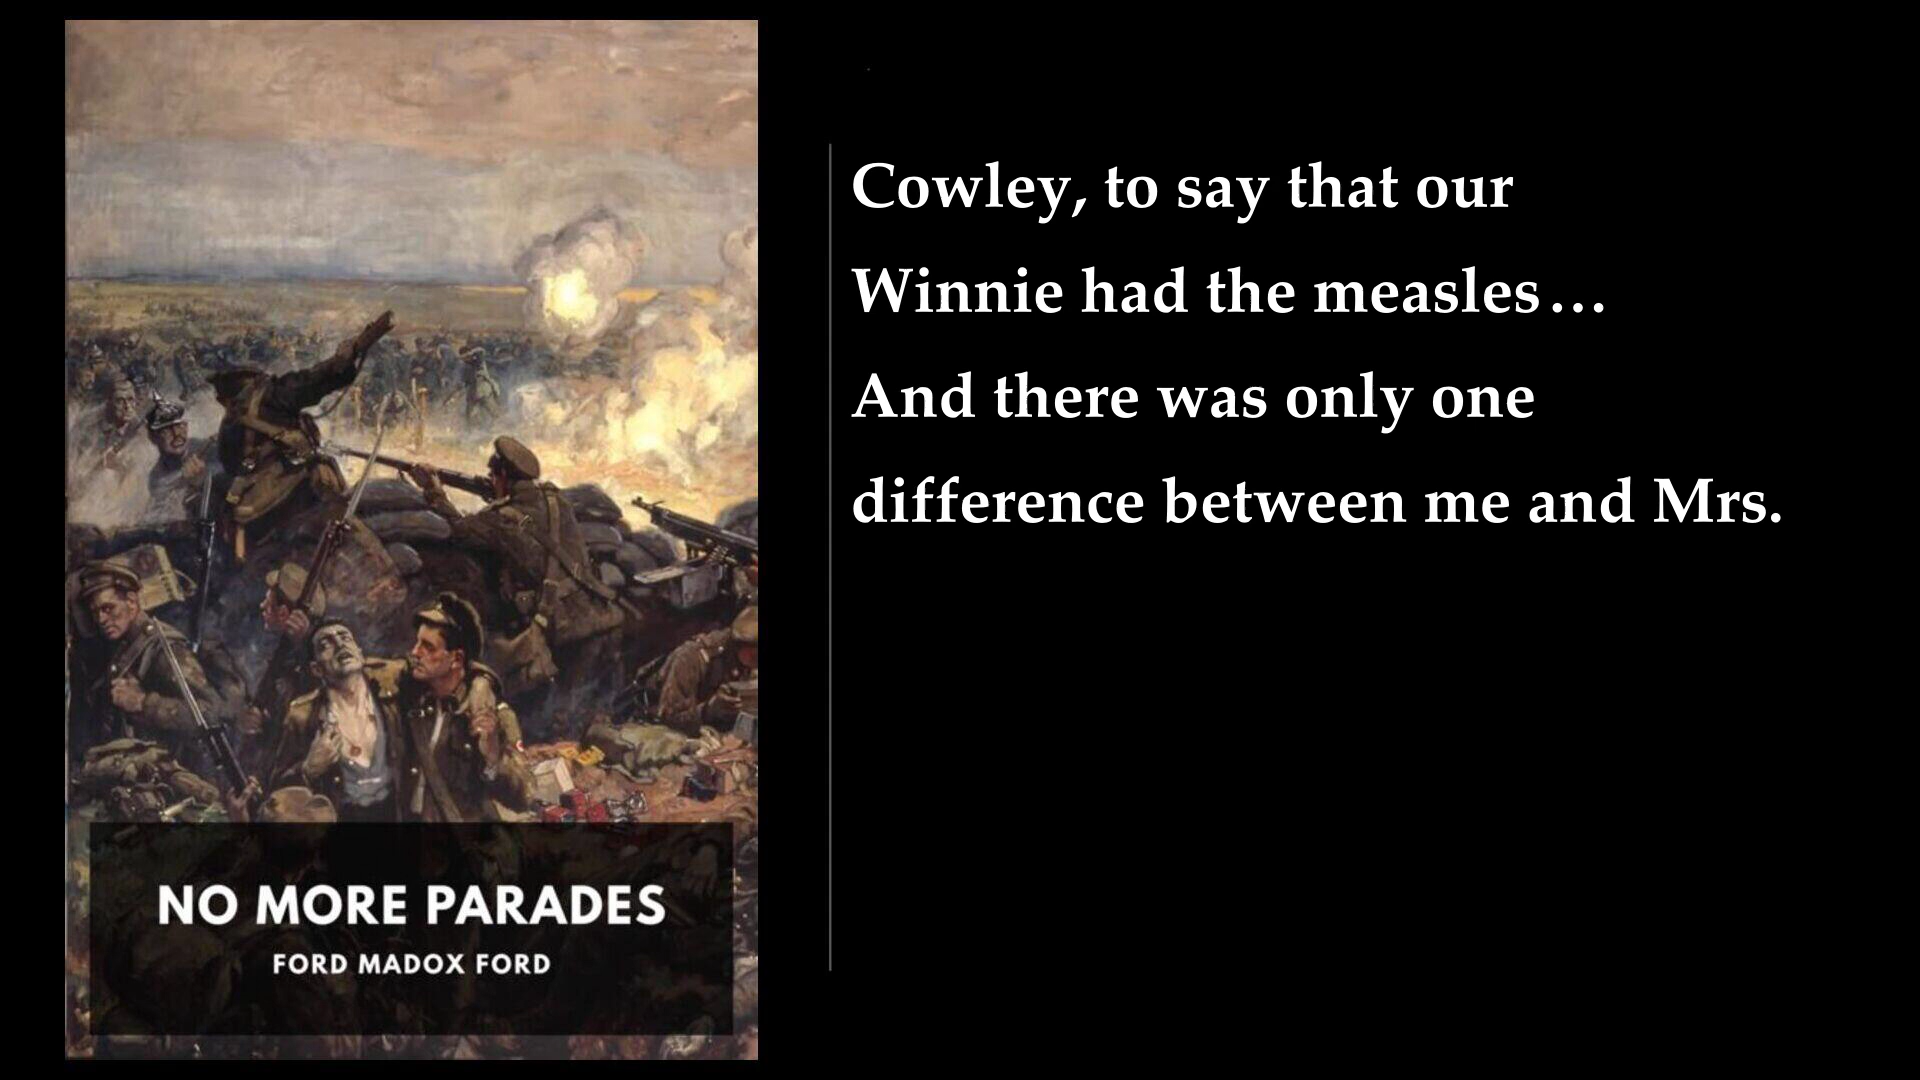 NO MORE PARADES
FORD MADOX FORD
Cowley, to say that our
Winnie had the measles…
And there was only one
difference between me and Mrs.